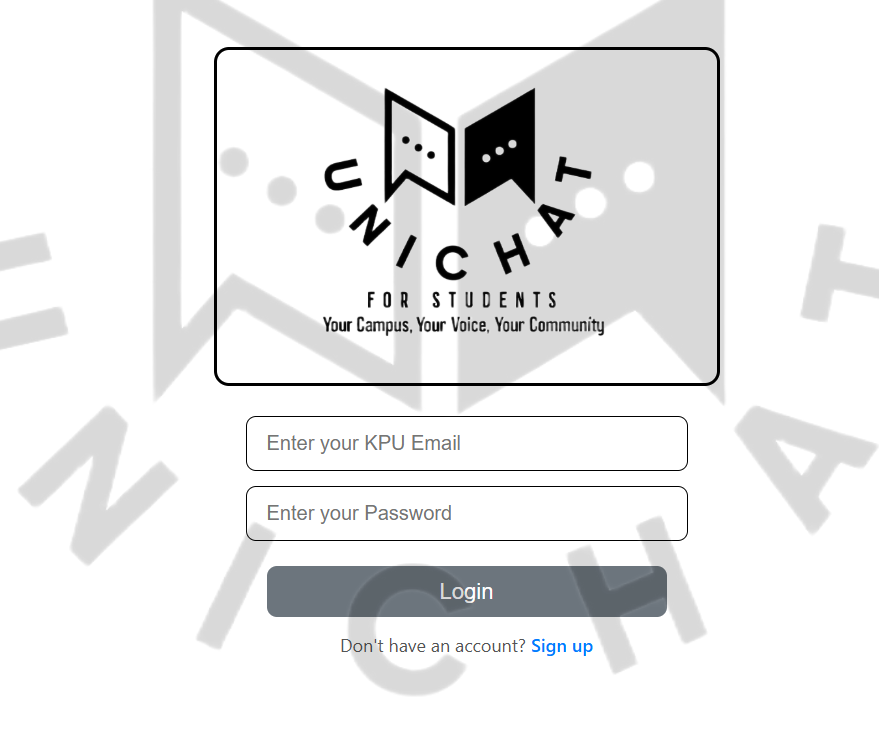 UNICHAT
FOR STUDENTS
Your Campus, Your Voice, Your Community
Enter your KPU Email
Enter your Password
Login
Don't have an account? Sign up
UNICHAT